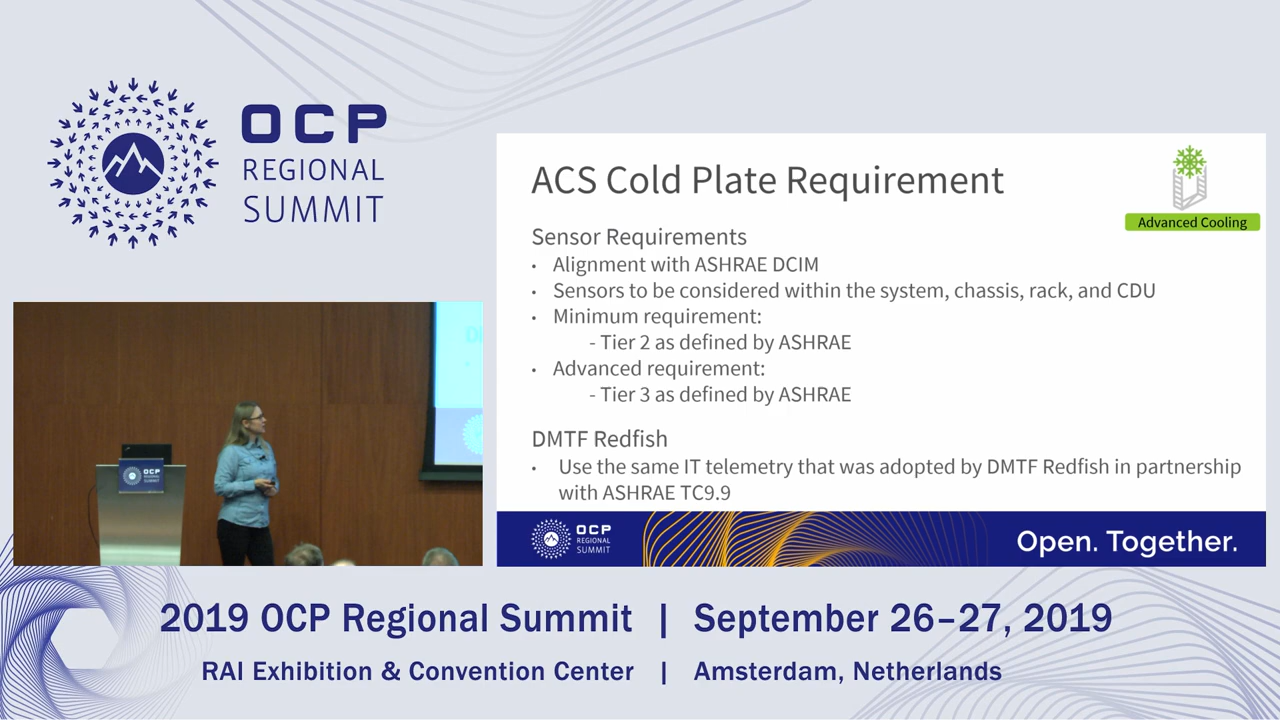 OCP
REGIONAL
SUMMIT
ACS Cold Plate Requirement
Advanced Cooling
Sensor Requirements
• Alignment with ASHRAE DCIM
• Sensors to be considered within the system, chassis, rack, and CDU
• Minimum requirement:
- Tier 2 as defined by ASHRAE
• Advanced requirement:
- Tier 3 as defined by ASHRAE
DMTF Redfish
• Use the same IT telemetry that was adopted by DMTF Redfish in partnership
with ASHRAE TC9.9
OCP
REGIONAL
SUMMIT
Open. Together.
OCP
REGIONAL
SUMMIT
2019 OCP Regional Summit | September 26–27, 2019
RAI Exhibition & Convention Center | Amsterdam, Netherlands